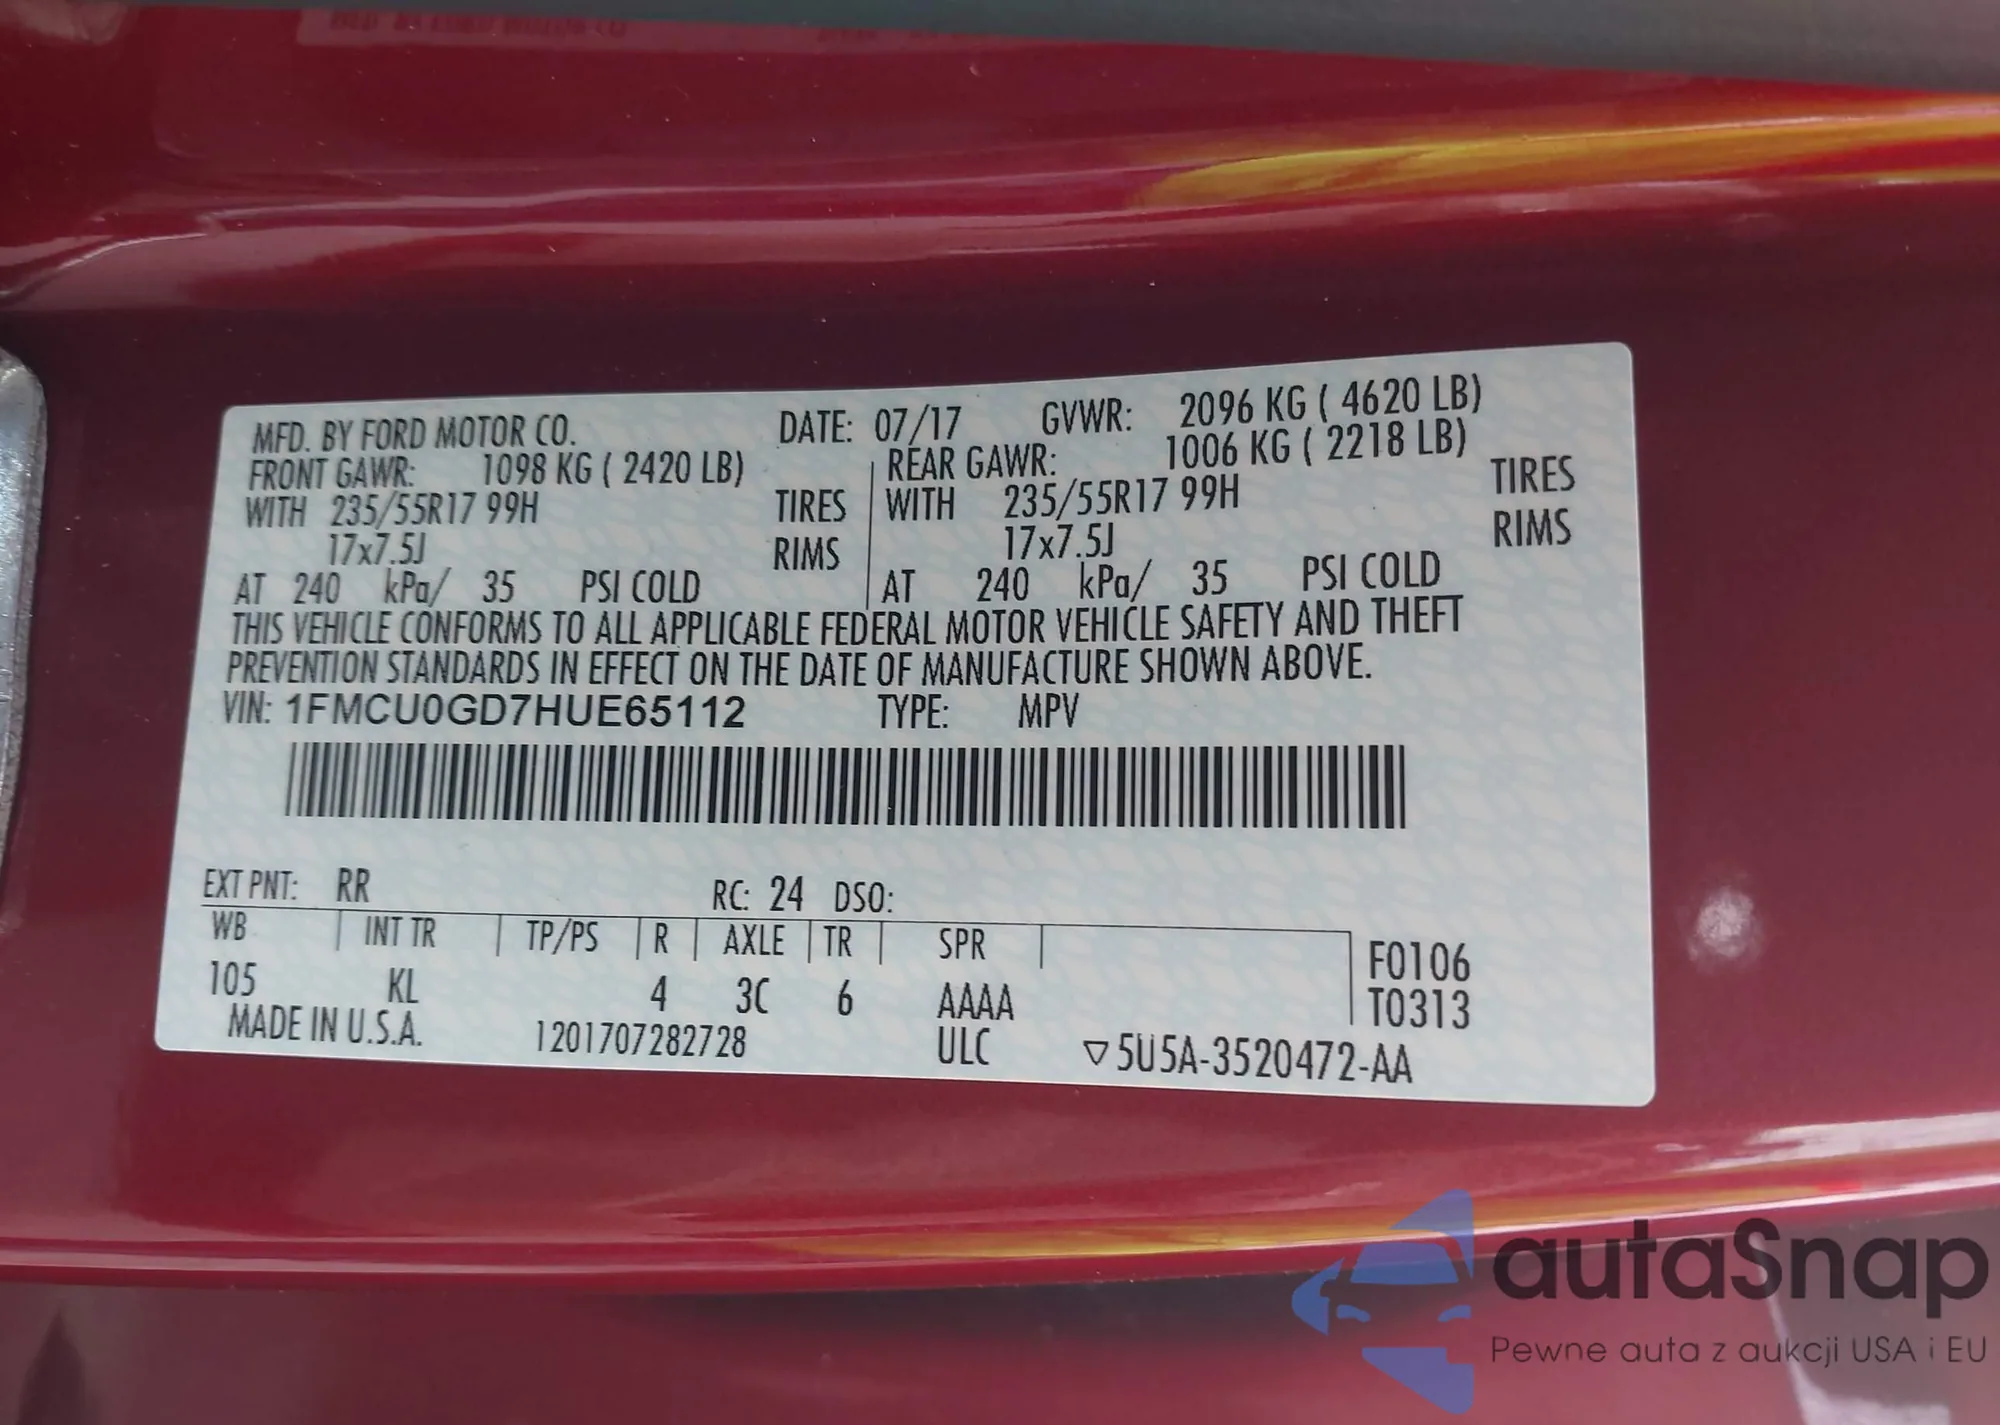 MFD. BY FORD MOTOR CO. DATE: 07/17 GVWR: 2096 KG ( 4620 LB)
FRONT GAWR: 1098 KG ( 2420 LB) REAR GAWR: 1006 KG ( 2218 LB)
WITH 235/55R17 99H TIRES WITH 235/55R17 99H TIRES
17x7.5J RIMS 17x7.5J RIMS
AT 240 kPa/ 35 PSI COLD AT 240 kPa/ 35 PSI COLD
THIS VEHICLE CONFORMS TO ALL APPLICABLE FEDERAL MOTOR VEHICLE SAFETY AND THEFT
PREVENTION STANDARDS IN EFFECT ON THE DATE OF MANUFACTURE SHOWN ABOVE.
VIN: 1FMCU0GD7HUE65112 TYPE: MPV
EXT PNT: RR RC: 24 DSO:
WB INT TR TP/PS R AXLE TR SPR F0106
105 KL 4 3C 6 AAAA T0313
MADE IN U.S.A. 1201707282728 ULC ▽5U5A-3520472-AA
autaSnap
Pewne auta z aukcji USA i EU